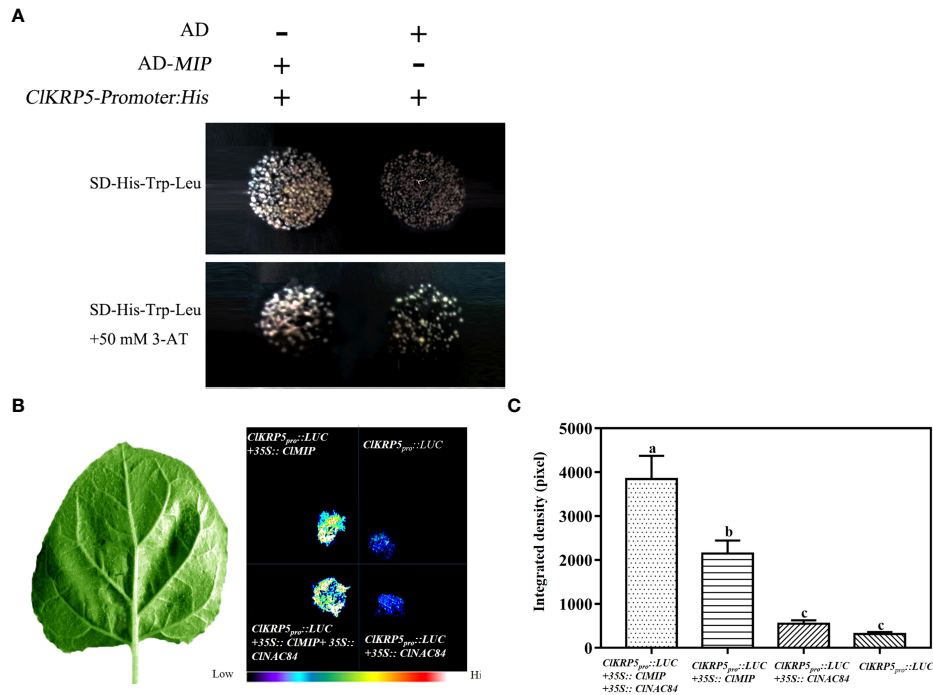 A
AD - +
AD-MIP + -
ClKRP5-Promoter:His + +
SD-His-Trp-Leu
SD-His-Trp-Leu
+50 mM 3-AT
B
ClKRP5pro::LUC
+35S:: ClMIP
ClKRP5pro::LUC
ClKRP5pro::LUC
+35S:: ClMIP+ 35S::
ClNAC84
ClKRP5pro::LUC
+35S:: ClNAC84
Low
Hi
C
Integrated density (pixel)
5000
4000
3000
2000
1000
0
a
b
c
c
ClKRP5pro::LUC
+35S:: ClMIP
+35S:: ClNAC84
ClKRP5pro::LUC
+35S:: ClMIP
ClKRP5pro::LUC
+35S:: ClNAC84
ClKRP5pro::LUC